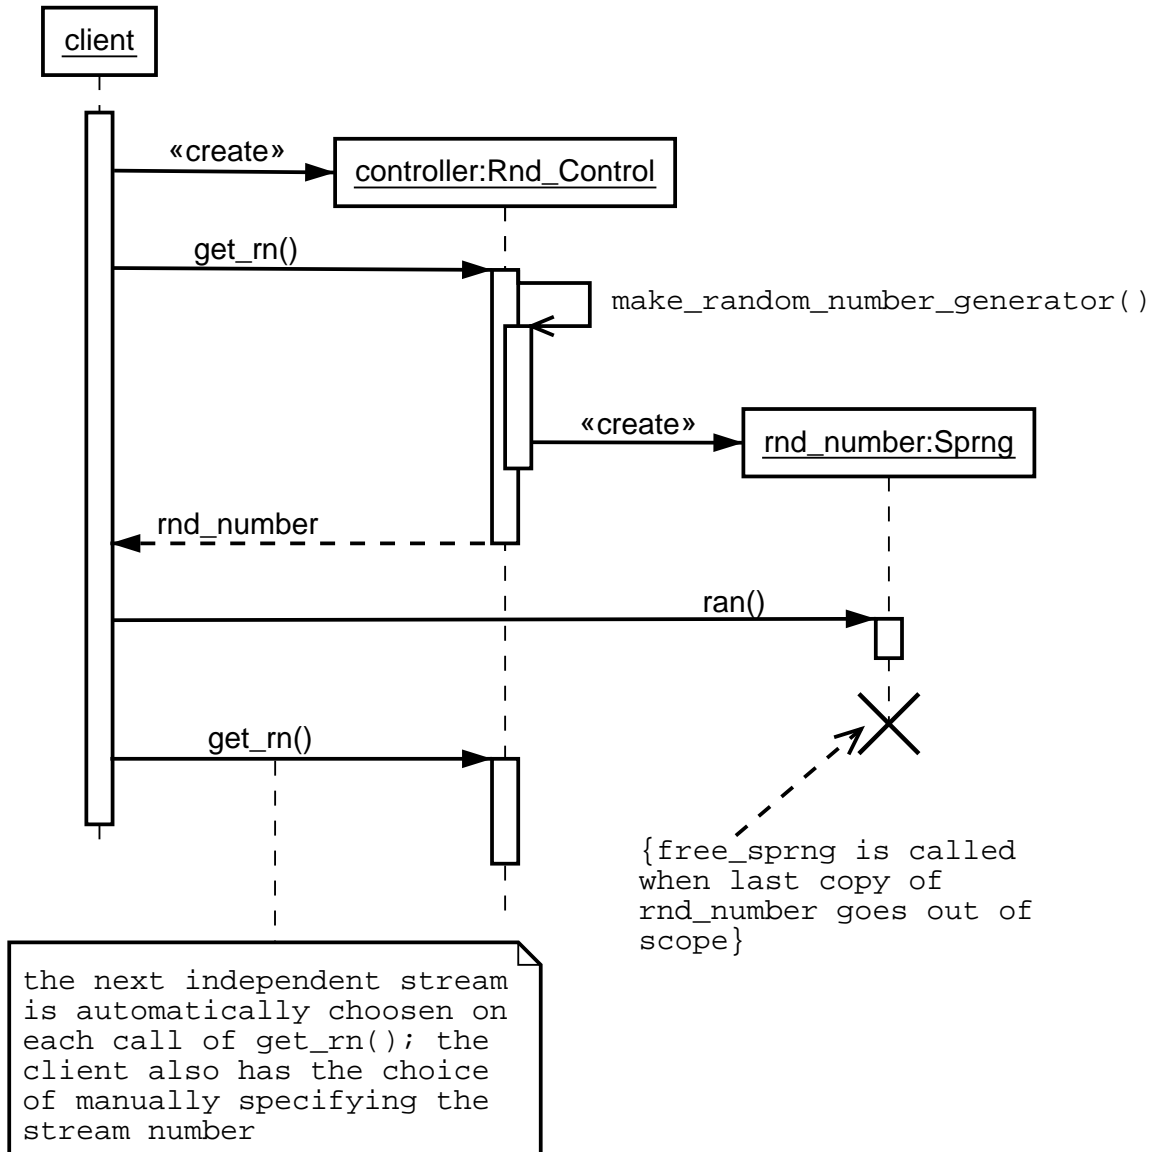 client
«create»
controller:Rnd_Control
get_rn()
make_random_number_generator()
«create»
rnd_number:Sprng
rnd_number
ran()
get_rn()
{free_sprng is called
when last copy of
rnd_number goes out of
scope}
the next independent stream
is automatically choosen on
each call of get_rn(); the
client also has the choice
of manually specifying the
stream number